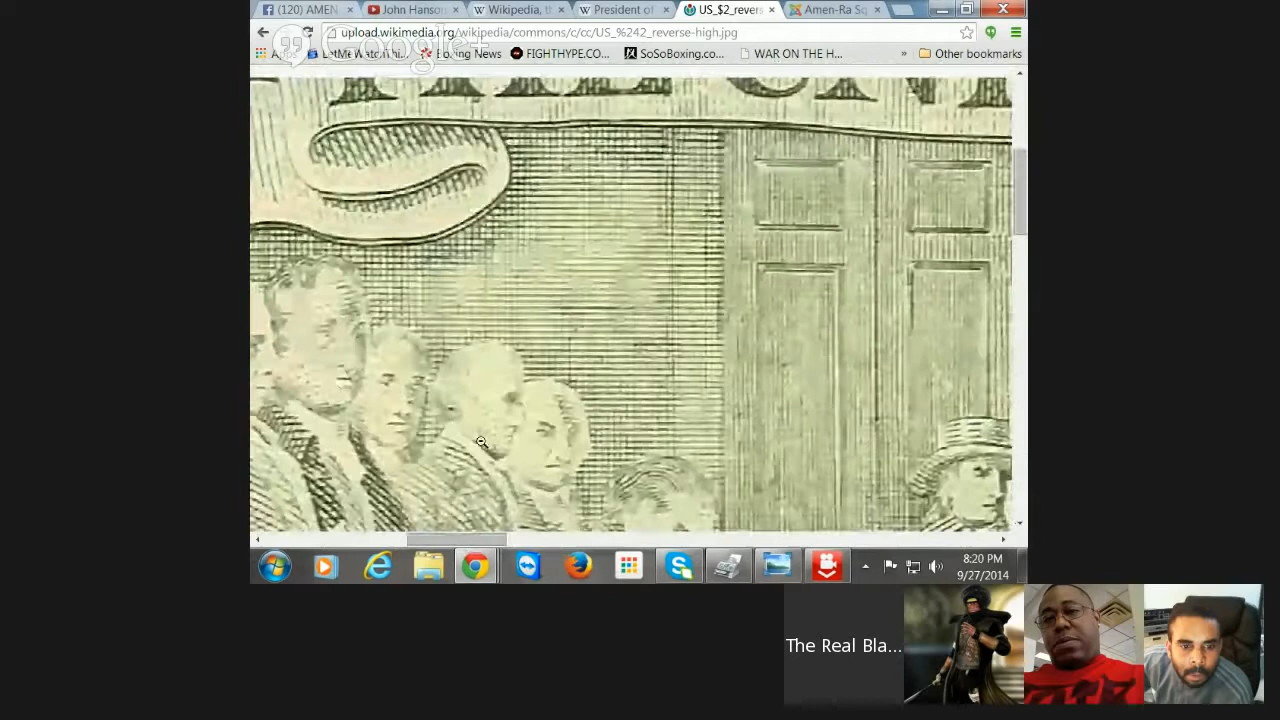 (120) AMEN
John Hanso
Wikipedia, th
President of
US_$2_revers
Amen-Ra Sq
upload.wikimedia.org/wikipedia/commons/c/cc/US_%242_reverse-high.jpg
Google+
Boxing News
FIGHTHYPE.CO...
SoSoBoxing.co...
WAR ON THE H...
»
Other bookmarks
S
8:20 PM
9/27/2014
The Real Bla...